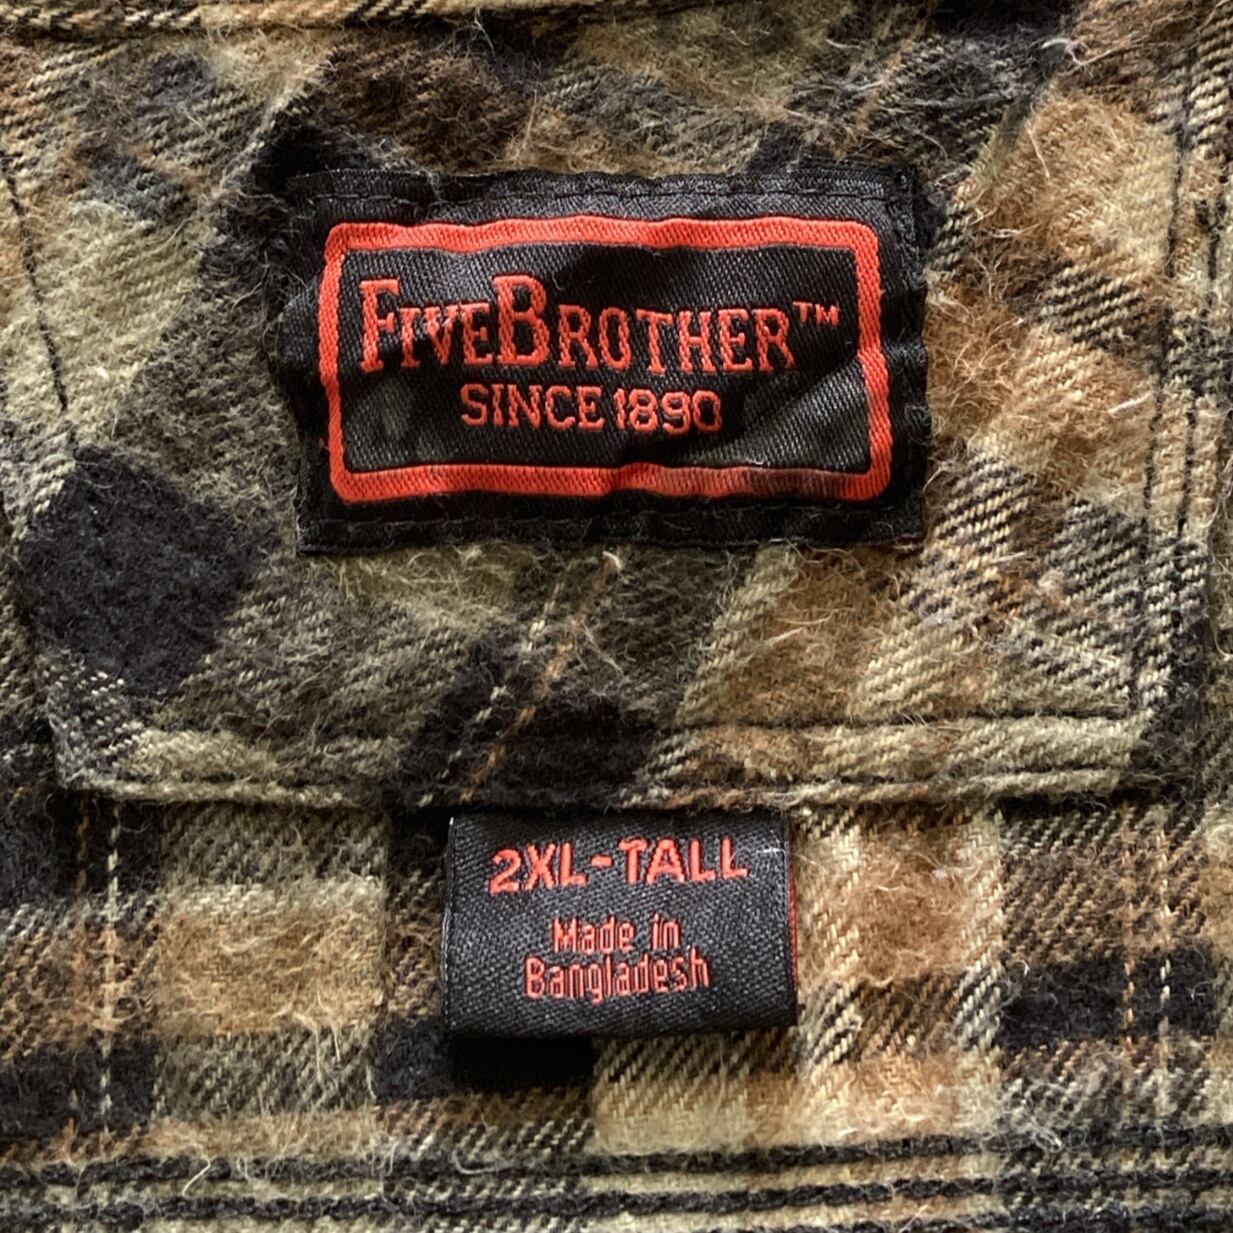 FIVEBROTHER™
SINCE 1890
2XL-TALL
Made in
Bangladesh